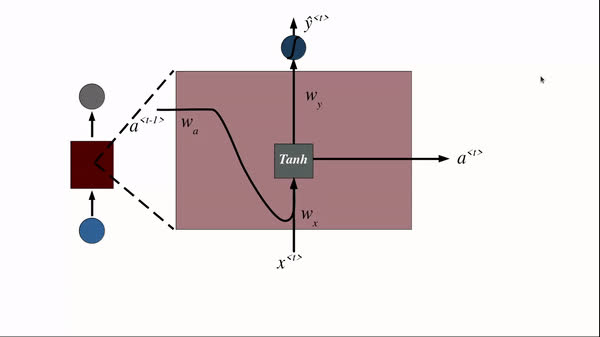 ŷ<t>
w_y
a<t-1>
w_a
Tanh
a<t>
w_x
x<t>